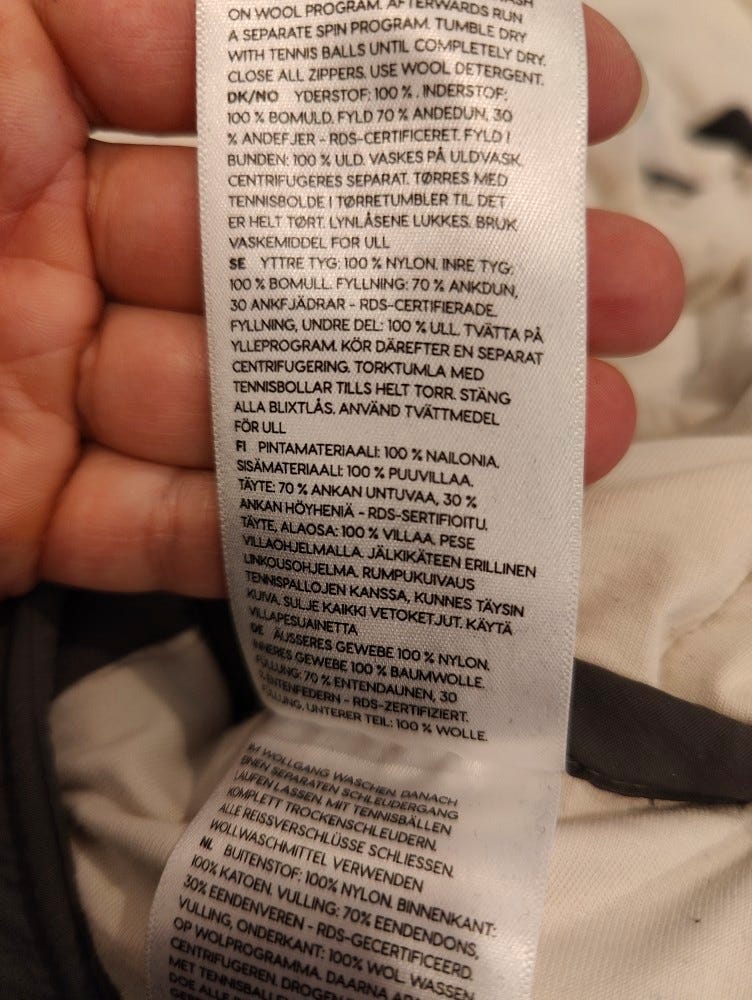 ON WOOL PROGRAM. AFTERWARDS RUN
A SEPARATE SPIN PROGRAM. TUMBLE DRY
WITH TENNIS BALLS UNTIL COMPLETELY DRY.
CLOSE ALL ZIPPERS. USE WOOL DETERGENT.
DK/NO YDERSTOF: 100 % . INDERSTOF:
100 % BOMULD. FYLD 70 % ANDEDUN, 30
% ANDEFJER - RDS-CERTIFICERET. FYLD I
BUNDEN: 100 % ULD. VASKES PÅ ULDVASK.
CENTRIFUGERES SEPARAT. TØRRES MED
TENNISBOLDE I TØRRETUMBLER TIL DET
ER HELT TØRT. LYNLÅSENE LUKKES. BRUK
VASKEMIDDEL FOR ULL
SE YTTRE TYG: 100 % NYLON. INRE TYG:
100 % BOMULL. FYLLNING: 70 % ANKDUN,
30 ANKFJÄDRAR - RDS-CERTIFIERADE.
FYLLNING, UNDRE DEL: 100 % ULL. TVÄTTA PÅ
YLLEPROGRAM. KÖR DÄREFTER EN SEPARAT
CENTRIFUGERING. TORKTUMLA MED
TENNISBOLLAR TILLS HELT TORR. STÄNG
ALLA BLIXTLÅS. ANVÄND TVÄTTMEDEL
FÖR ULL
FI PINTAMATERIAALI: 100 % NAILONIA.
SISÄMATERIAALI: 100 % PUUVILLAA.
TÄYTE: 70 % ANKAN UNTUVAA, 30 %
ANKAN HÖYHENIÄ - RDS-SERTIFIOITU.
TÄYTE, ALAOSA: 100 % VILLAA. PESE
VILLAOHJELMALLA. JÄLKIKÄTEEN ERILLINEN
LINKOUSOHJELMA. RUMPUKUIVAUS
TENNISPALLOJEN KANSSA, KUNNES TÄYSIN
KUIVA. SULJE KAIKKI VETOKETJUT. KÄYTÄ
VILLAPESUAINETTA
DE ÄUSSERES GEWEBE 100 % NYLON.
INNERES GEWEBE 100 % BAUMWOLLE.
FÜLLUNG: 70 % ENTENDAUNEN, 30
% ENTENFEDERN - RDS-ZERTIFIZIERT.
FÜLLUNG, UNTERER TEIL: 100 % WOLLE.
IM WOLLGANG WASCHEN. DANACH
EINEN SEPARATEN SCHLEUDERGANG
LAUFEN LASSEN. MIT TENNISBÄLLEN
KOMPLETT TROCKENSCHLEUDERN.
ALLE REISSVERSCHLÜSSE SCHLIESSEN.
WOLLWASCHMITTEL VERWENDEN
NL BUITENSTOF: 100% NYLON. BINNENKANT:
100% KATOEN. VULLING: 70% EENDENDONS,
30% EENDENVEREN - RDS-GECERTIFICEERD.
VULLING, ONDERKANT: 100% WOL. WASSEN
OP WOLPROGRAMMA. DAARNA
CENTRIFUGEREN. DROGEN
MET
DOE ALLE